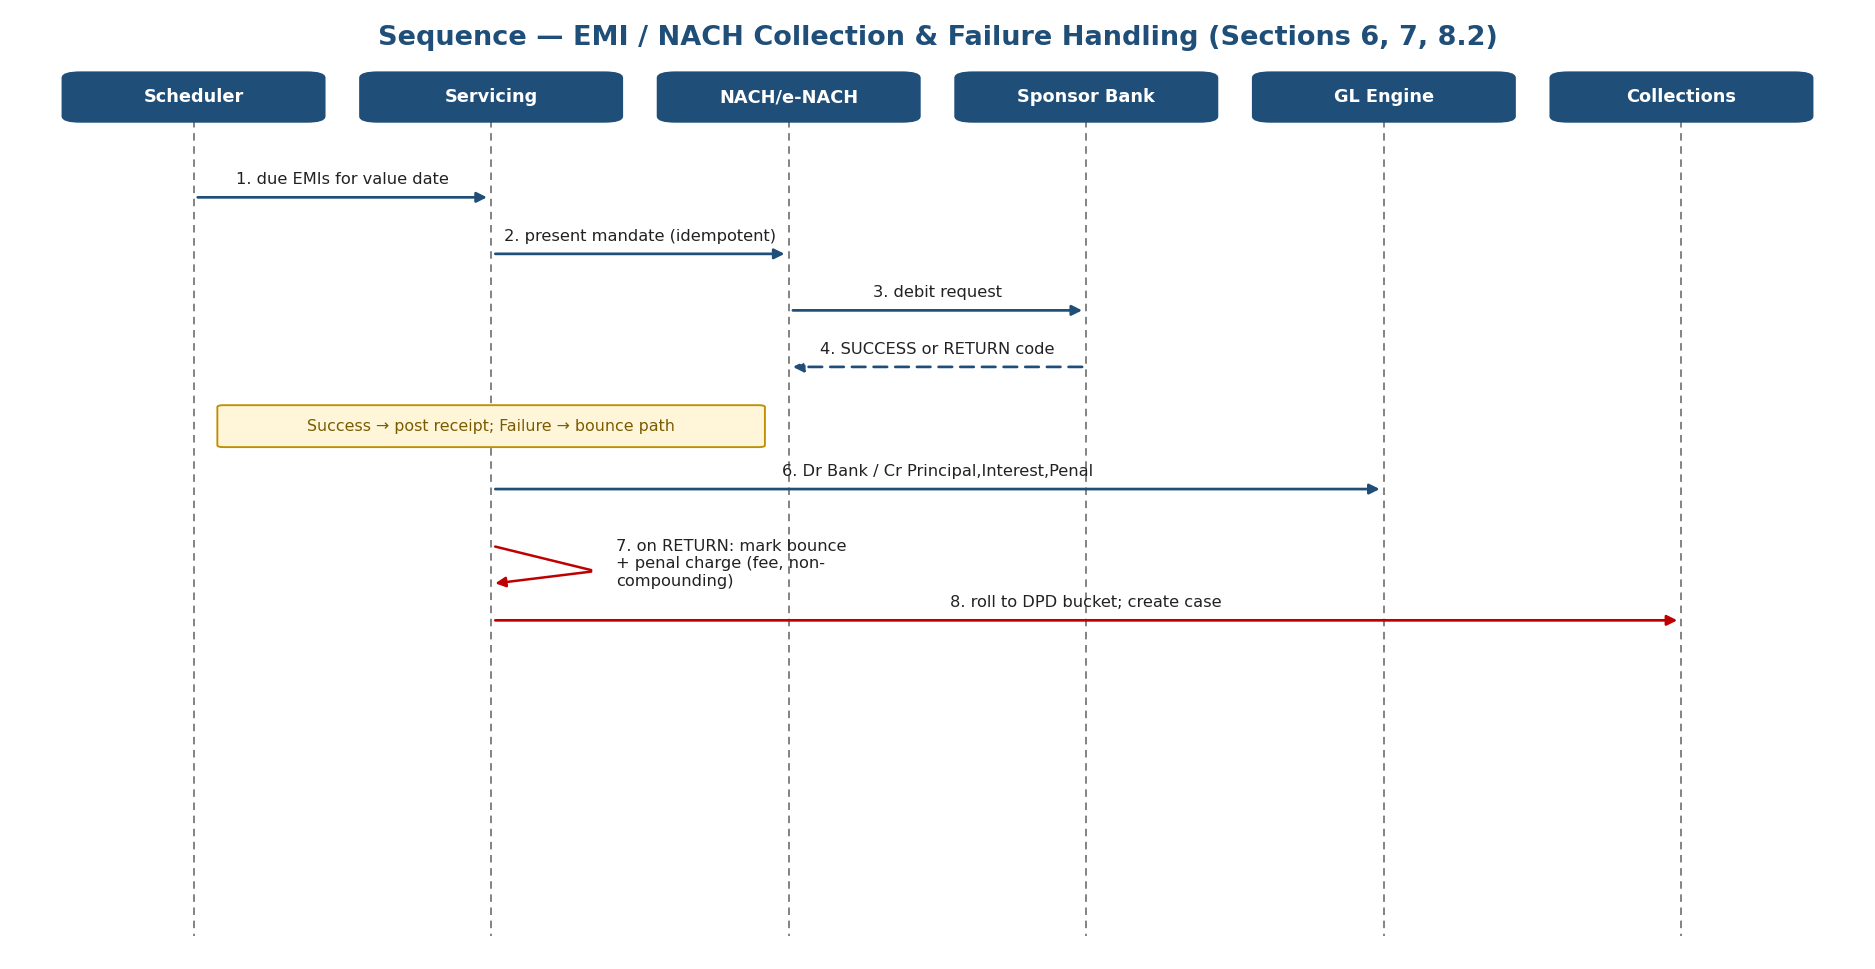 Sequence — EMI / NACH Collection & Failure Handling (Sections 6, 7, 8.2)
Scheduler
Servicing
NACH/e-NACH
Sponsor Bank
GL Engine
Collections
1. due EMIs for value date
2. present mandate (idempotent)
3. debit request
4. SUCCESS or RETURN code
Success → post receipt; Failure → bounce path
6. Dr Bank / Cr Principal,Interest,Penal
7. on RETURN: mark bounce
+ penal charge (fee, non-
compounding)
8. roll to DPD bucket; create case